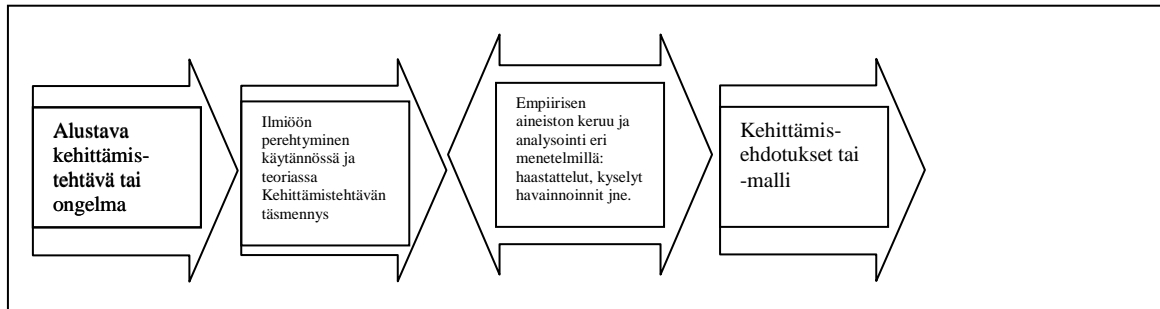 Alustava
kehittämis-
tehtävä tai
ongelma
Ilmiöön
perehtyminen
käytännössä ja
teoriassa
Kehittämistehtävän
täsmennys
Empiirisen
aineiston keruu ja
analysointi eri
menetelmillä:
haastattelut, kyselyt
havainnoinnit jne.
Kehittämis-
ehdotukset tai
-malli